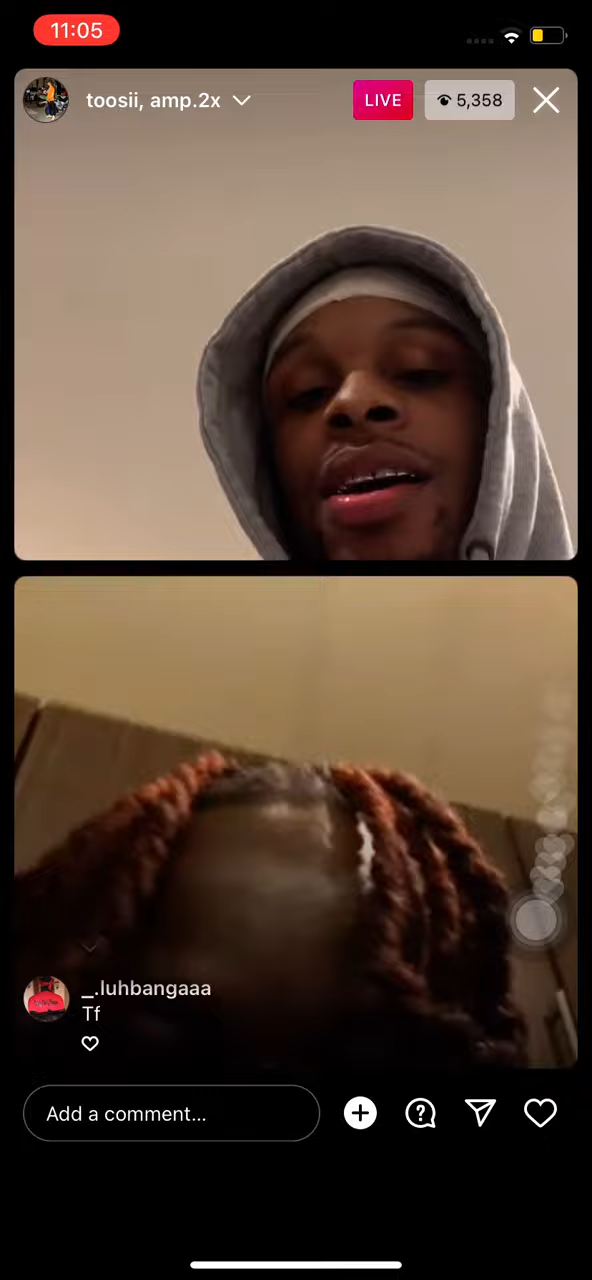 11:05
toosii, amp.2x
LIVE
5,358
_.luhbangaaa
Tf
Add a comment...